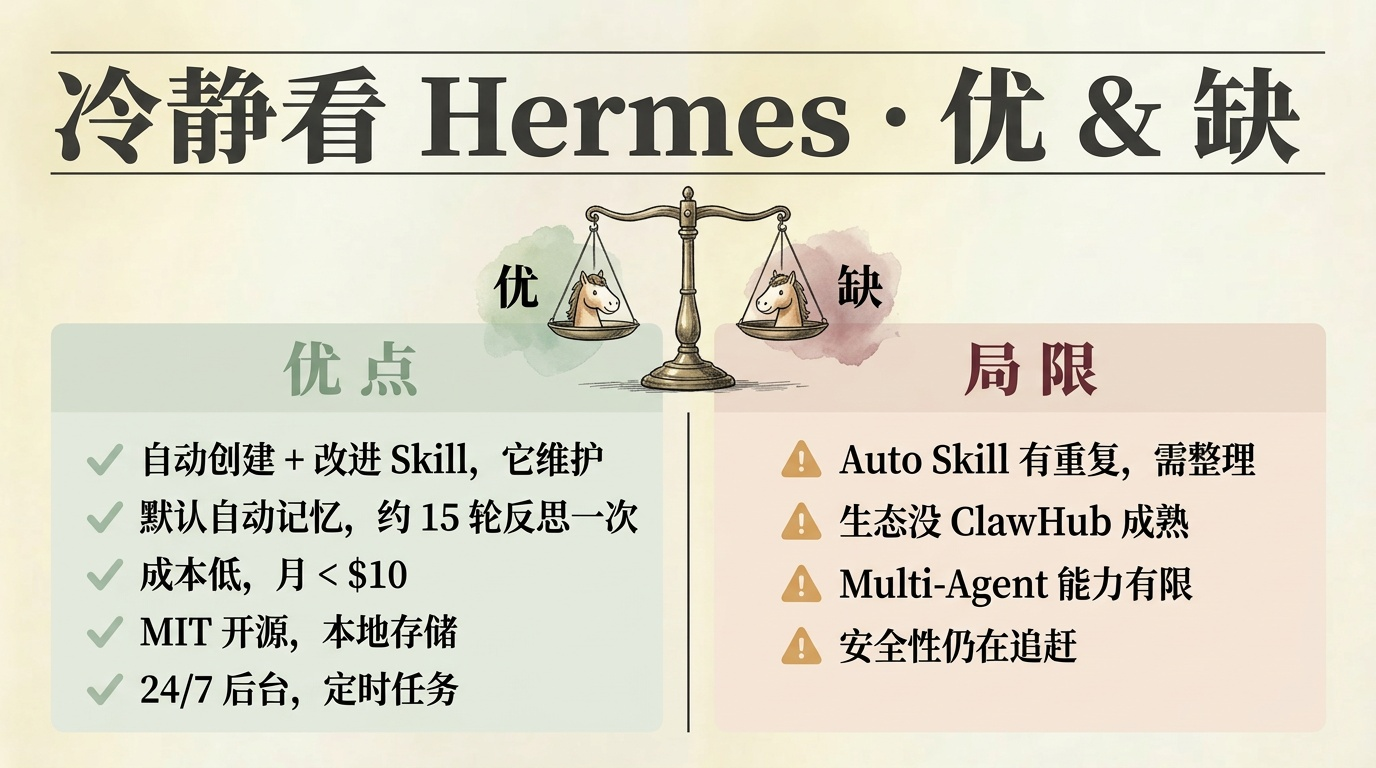 冷静看 Hermes · 优 & 缺
优
缺
优点
自动创建 + 改进 Skill，它维护
默认自动记忆，约 15 轮反思一次
成本低，月 < $10
MIT 开源，本地存储
24/7 后台，定时任务
局限
Auto Skill 有重复，需整理
生态没 ClawHub 成熟
Multi-Agent 能力有限
安全性仍在追赶